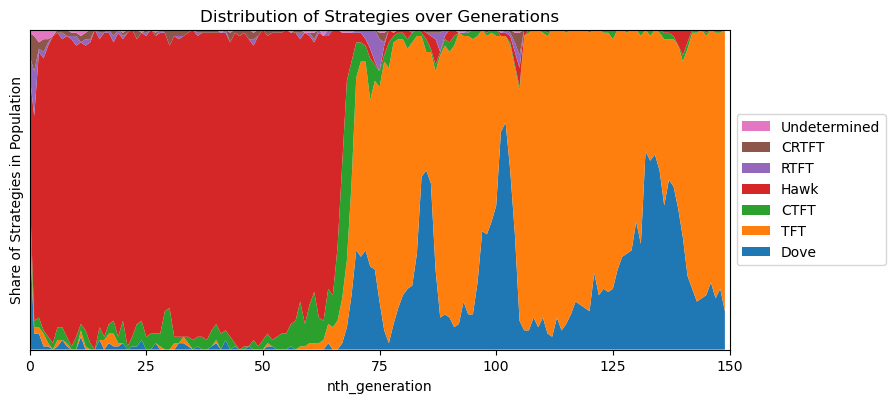 Distribution of Strategies over Generations
Share of Strategies in Population
Undetermined
CRTFT
RTFT
Hawk
CTFT
TFT
Dove
0 25 50 75 100 125 150
nth_generation